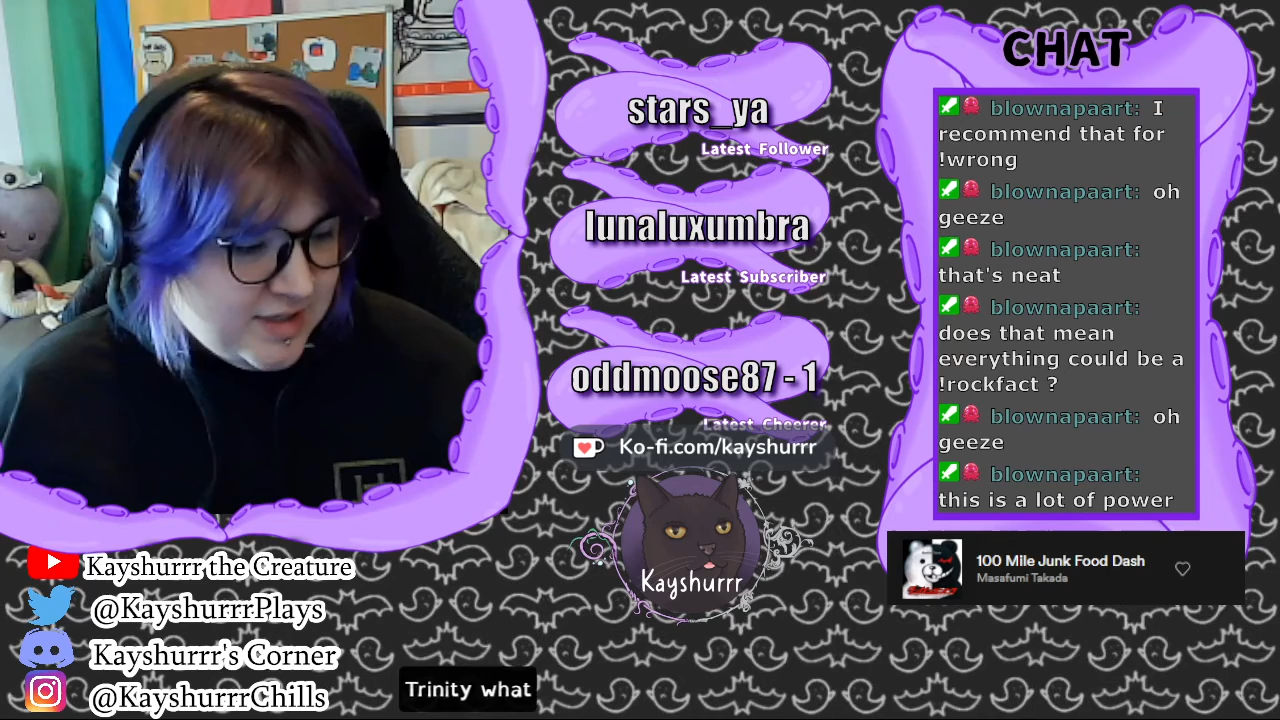 stars_ya
Latest Follower
lunaluxumbra
Latest Subscriber
oddmoose87 - 1
Latest Cheerer
Ko-fi.com/kayshurrr
Kayshurrr
CHAT
blownapaart: I
recommend that for
!wrong
blownapaart: oh
geeze
blownapaart:
that's neat
blownapaart:
does that mean
everything could be a
!rockfact ?
blownapaart: oh
geeze
blownapaart:
this is a lot of power
100 Mile Junk Food Dash
Masafumi Takada
Kayshurrr the Creature
@KayshurrrPlays
Kayshurrr's Corner
@KayshurrrChills
Trinity what